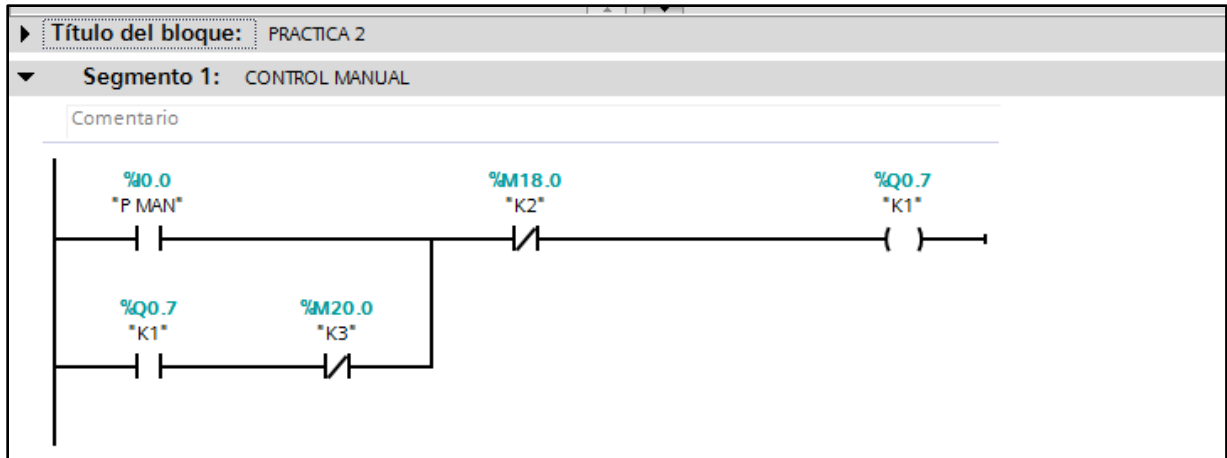 Título del bloque: PRACTICA 2
Segmento 1: CONTROL MANUAL
Comentario
%I0.0 %M18.0 %Q0.7
"P MAN" "K2" "K1"
%Q0.7 %M20.0
"K1" "K3"